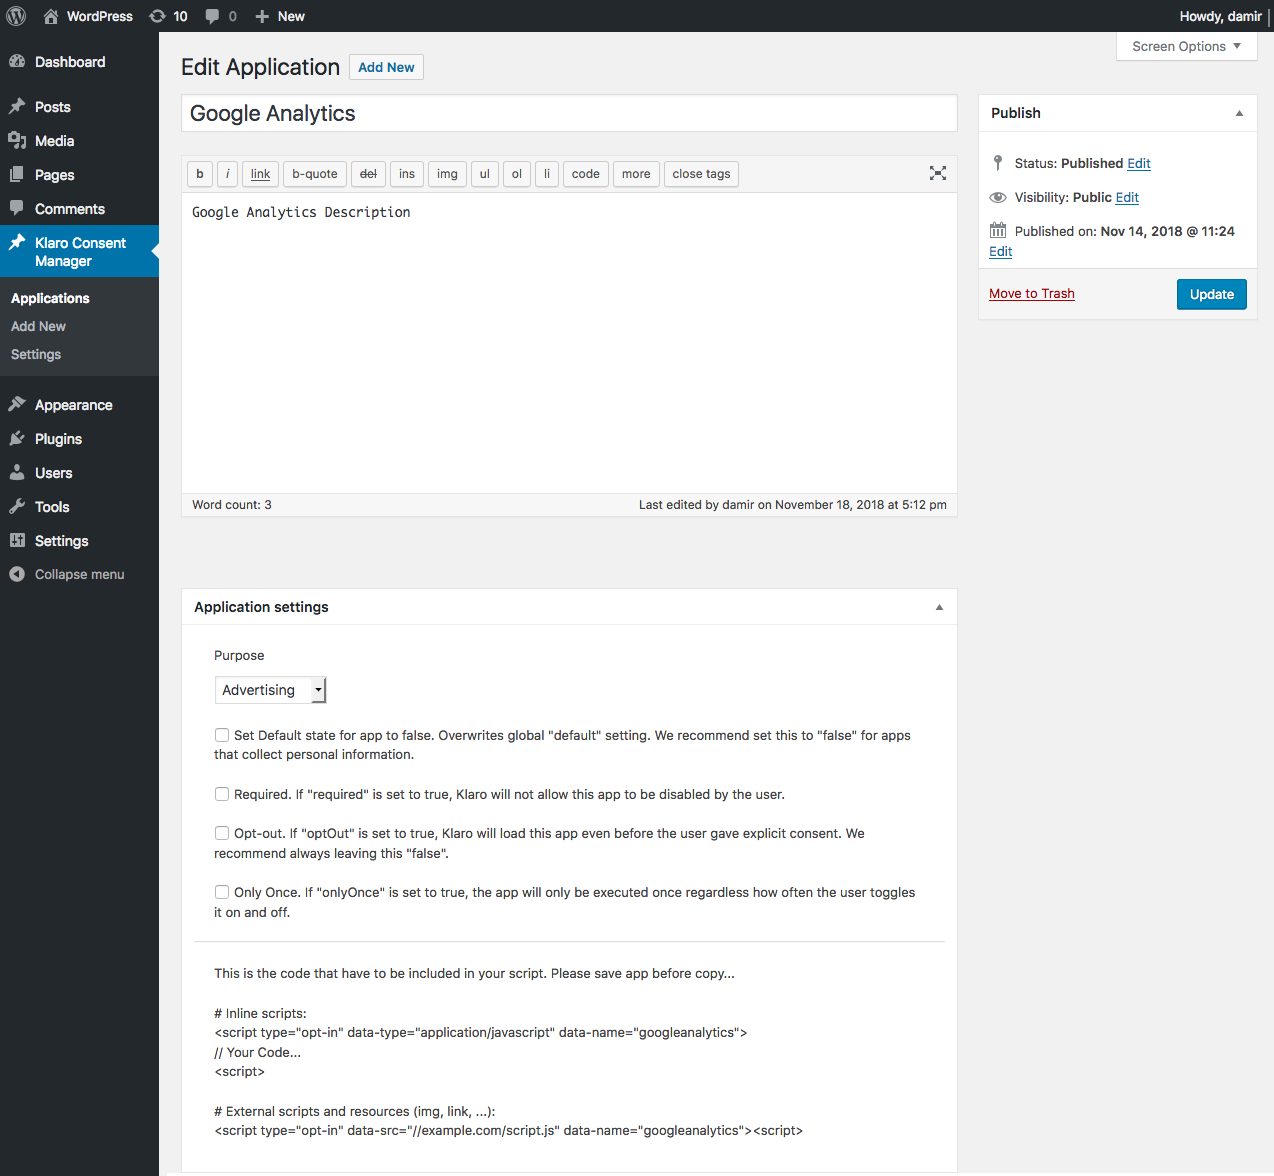 WordPress 10 0 New Howdy, damir
Screen Options
Dashboard
Posts
Media
Pages
Comments
Klaro Consent
Manager
Applications
Add New
Settings
Appearance
Plugins
Users
Tools
Settings
Collapse menu
Edit Application Add New
Google Analytics
b i link b-quote del ins img ul ol li code more close tags
Google Analytics Description
Word count: 3 Last edited by damir on November 18, 2018 at 5:12 pm
Publish
Status: Published Edit
Visibility: Public Edit
Published on: Nov 14, 2018 @ 11:24
Edit
Move to Trash Update
Application settings
Purpose
Advertising
Set Default state for app to false. Overwrites global "default" setting. We recommend set this to "false" for apps
that collect personal information.
Required. If "required" is set to true, Klaro will not allow this app to be disabled by the user.
Opt-out. If "optOut" is set to true, Klaro will load this app even before the user gave explicit consent. We
recommend always leaving this "false".
Only Once. If "onlyOnce" is set to true, the app will only be executed once regardless how often the user toggles
it on and off.
This is the code that have to be included in your script. Please save app before copy...
# Inline scripts:
<script type="opt-in" data-type="application/javascript" data-name="googleanalytics">
// Your Code...
<script>
# External scripts and resources (img, link, ...):
<script type="opt-in" data-src="//example.com/script.js" data-name="googleanalytics"><script>